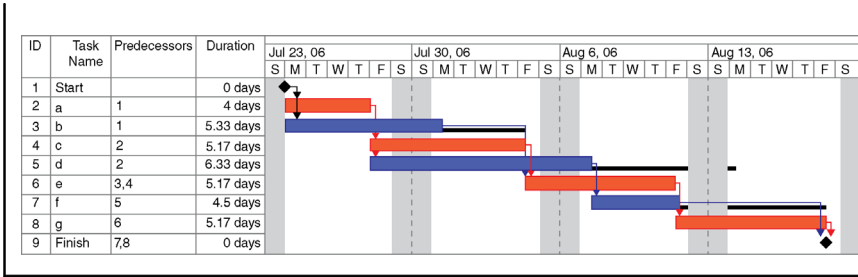 ID Task Name Predecessors Duration Jul 23, 06 Jul 30, 06 Aug 6, 06 Aug 13, 06
S M T W T F S S M T W T F S S M T W T F S S M T W T F S
1 Start 0 days
2 a 1 4 days
3 b 1 5.33 days
4 c 2 5.17 days
5 d 2 6.33 days
6 e 3,4 5.17 days
7 f 5 4.5 days
8 g 6 5.17 days
9 Finish 7,8 0 days